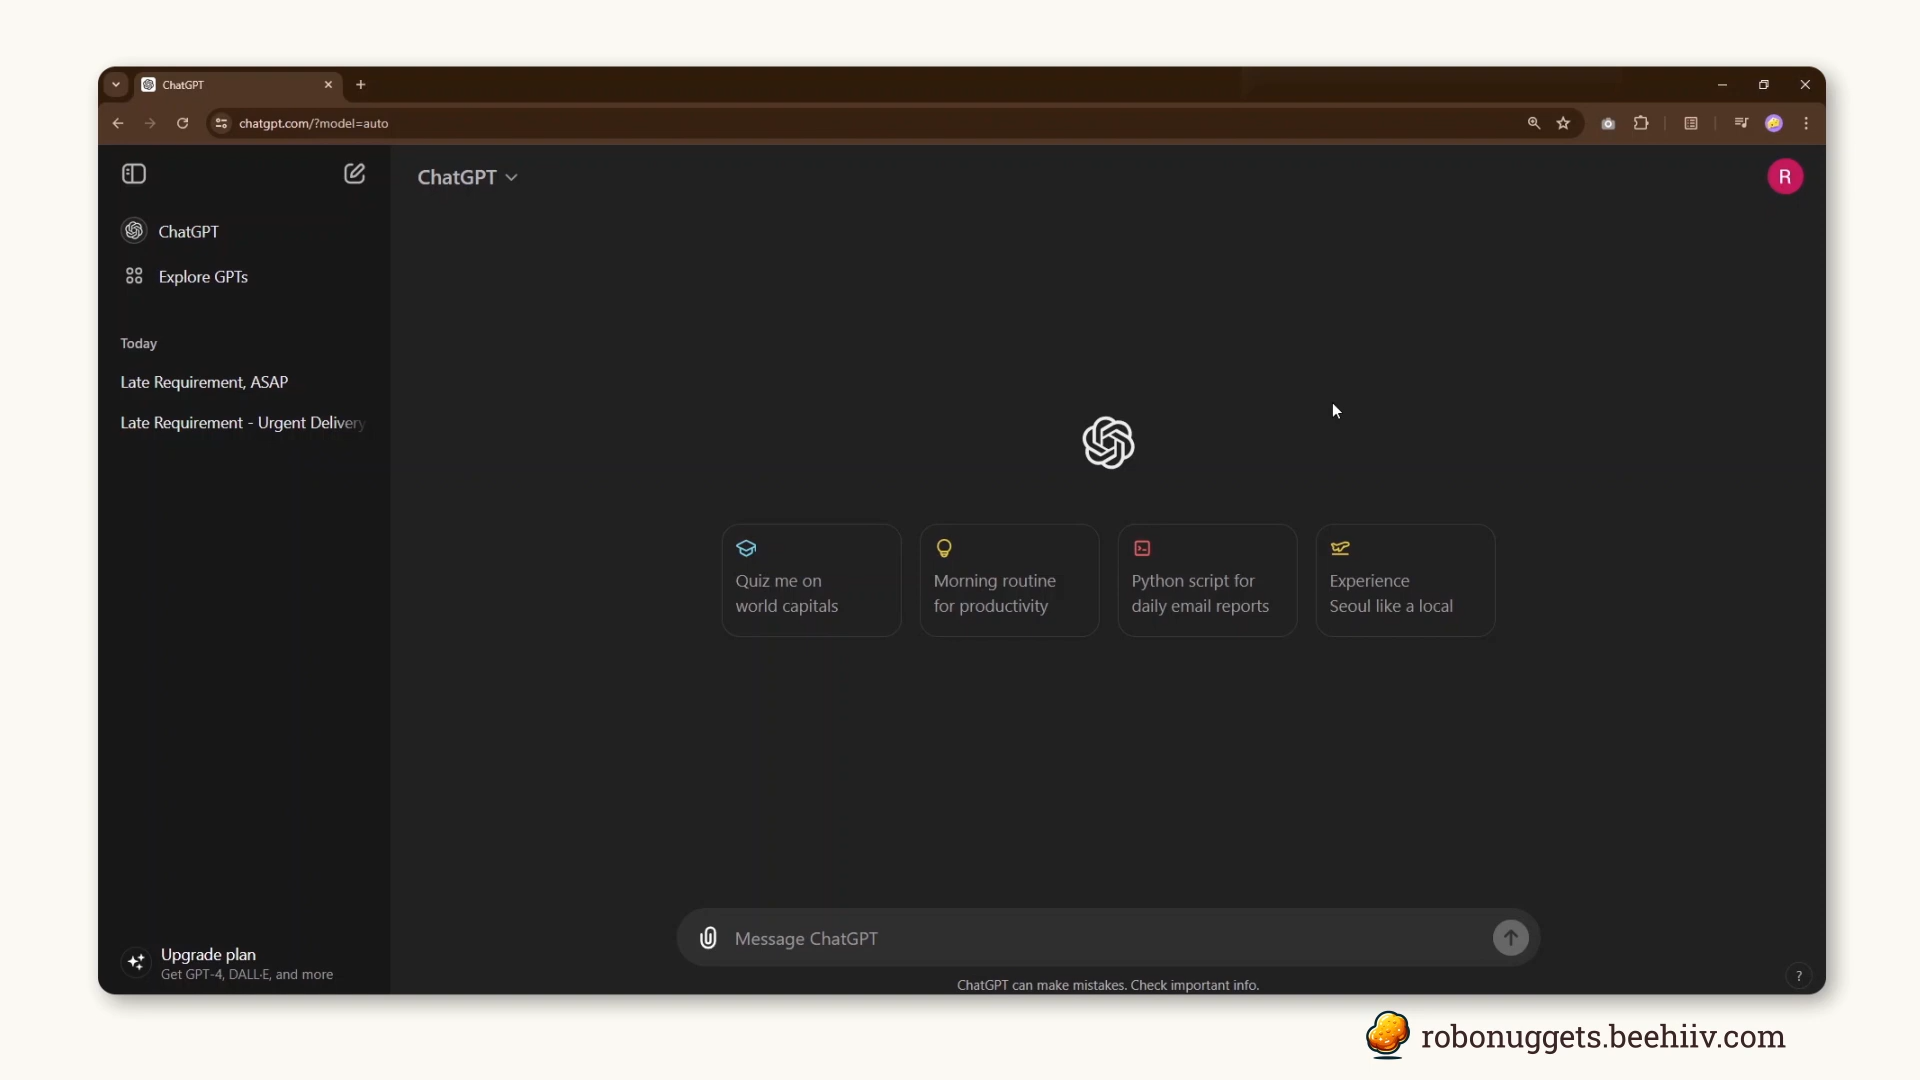 ChatGPT
chatgpt.com/?model=auto
ChatGPT
R
ChatGPT
Explore GPTs
Today
Late Requirement, ASAP
Late Requirement - Urgent Delivery
Quiz me on
world capitals
Morning routine
for productivity
Python script for
daily email reports
Experience
Seoul like a local
Message ChatGPT
Upgrade plan
Get GPT-4, DALL·E, and more
ChatGPT can make mistakes. Check important info.
?
robonuggets.beehiiv.com